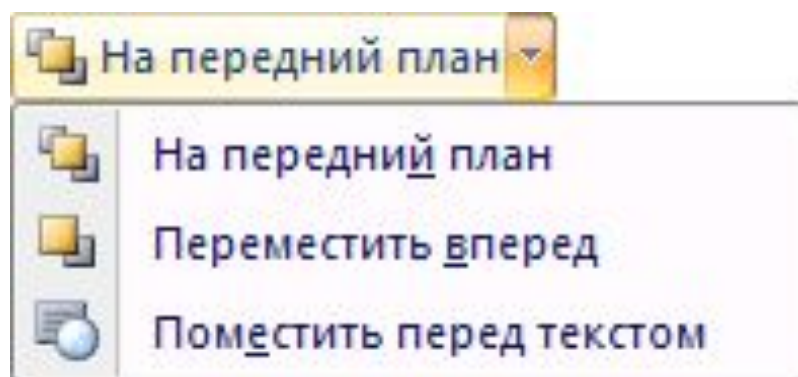 На передний план
На передний план
Переместить вперед
Поместить перед текстом